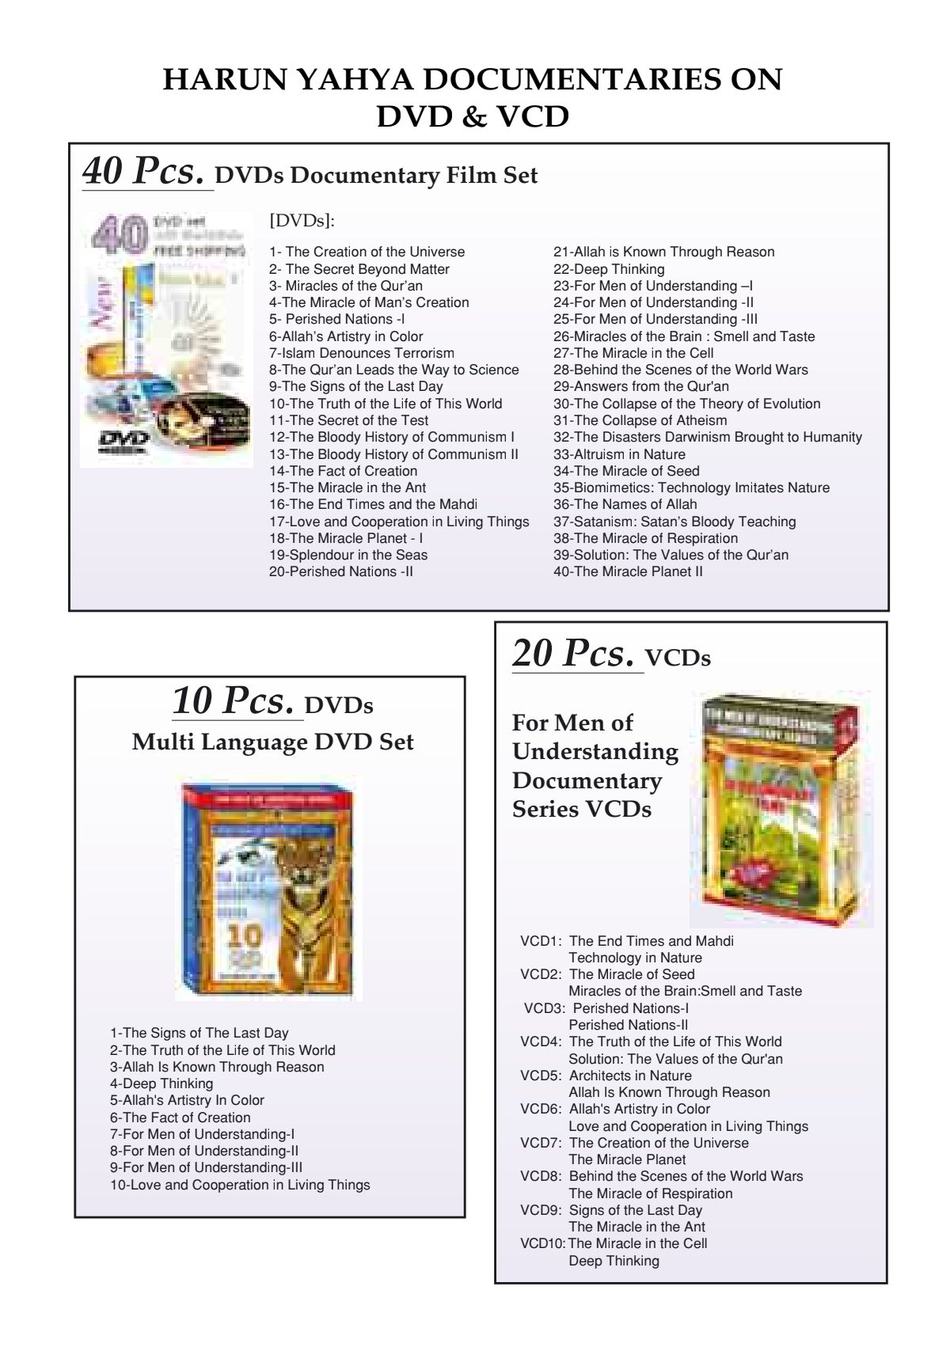 HARUN YAHYA DOCUMENTARIES ON
DVD & VCD
40 Pcs. DVDs Documentary Film Set
40 DVD set
FREE SHIPPING
New
DVD
[DVDs]:
1- The Creation of the Universe
2- The Secret Beyond Matter
3- Miracles of the Qur’an
4-The Miracle of Man’s Creation
5- Perished Nations -I
6-Allah’s Artistry in Color
7-Islam Denounces Terrorism
8-The Qur’an Leads the Way to Science
9-The Signs of the Last Day
10-The Truth of the Life of This World
11-The Secret of the Test
12-The Bloody History of Communism I
13-The Bloody History of Communism II
14-The Fact of Creation
15-The Miracle in the Ant
16-The End Times and the Mahdi
17-Love and Cooperation in Living Things
18-The Miracle Planet - I
19-Splendour in the Seas
20-Perished Nations -II
21-Allah is Known Through Reason
22-Deep Thinking
23-For Men of Understanding –I
24-For Men of Understanding -II
25-For Men of Understanding -III
26-Miracles of the Brain : Smell and Taste
27-The Miracle in the Cell
28-Behind the Scenes of the World Wars
29-Answers from the Qur'an
30-The Collapse of the Theory of Evolution
31-The Collapse of Atheism
32-The Disasters Darwinism Brought to Humanity
33-Altruism in Nature
34-The Miracle of Seed
35-Biomimetics: Technology Imitates Nature
36-The Names of Allah
37-Satanism: Satan’s Bloody Teaching
38-The Miracle of Respiration
39-Solution: The Values of the Qur’an
40-The Miracle Planet II
10 Pcs. DVDs
Multi Language DVD Set
10
1-The Signs of The Last Day
2-The Truth of the Life of This World
3-Allah Is Known Through Reason
4-Deep Thinking
5-Allah's Artistry In Color
6-The Fact of Creation
7-For Men of Understanding-I
8-For Men of Understanding-II
9-For Men of Understanding-III
10-Love and Cooperation in Living Things
20 Pcs. VCDs
For Men of
Understanding
Documentary
Series VCDs
FOR MEN OF UNDERSTANDING
DOCUMENTARY SERIES
DOCUMENTARY
FILMS
VCD1: The End Times and Mahdi
Technology in Nature
VCD2: The Miracle of Seed
Miracles of the Brain:Smell and Taste
VCD3: Perished Nations-I
Perished Nations-II
VCD4: The Truth of the Life of This World
Solution: The Values of the Qur'an
VCD5: Architects in Nature
Allah Is Known Through Reason
VCD6: Allah's Artistry in Color
Love and Cooperation in Living Things
VCD7: The Creation of the Universe
The Miracle Planet
VCD8: Behind the Scenes of the World Wars
The Miracle of Respiration
VCD9: Signs of the Last Day
The Miracle in the Ant
VCD10: The Miracle in the Cell
Deep Thinking